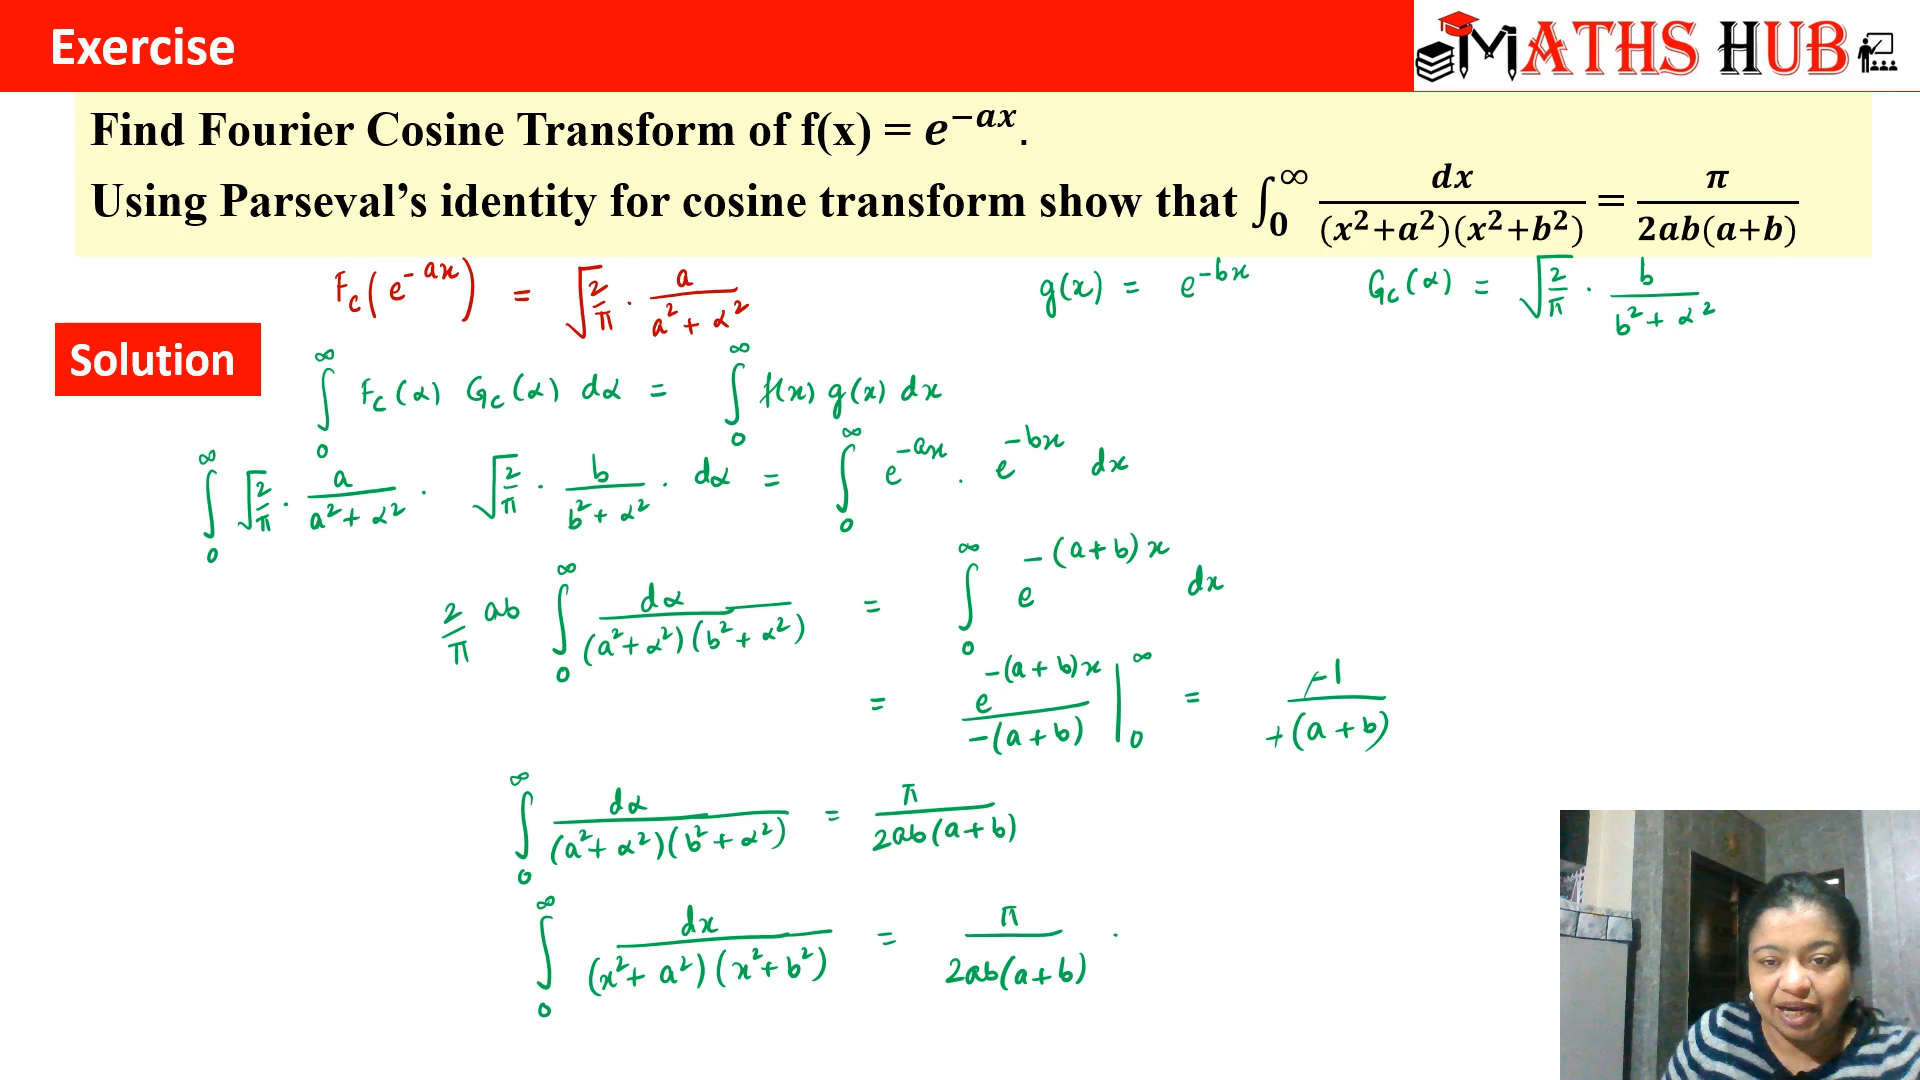 Exercise
MATHS HUB
Find Fourier Cosine Transform of f(x) = e^{-ax}.
Using Parseval's identity for cosine transform show that ∫_0^∞ dx/((x²+a²)(x²+b²)) = π/(2ab(a+b))
F_c(e^{-ax}) = √(2/π) · a/(a²+α²)
g(x) = e^{-bx}
G_c(α) = √(2/π) · b/(b²+α²)
Solution
∫_0^∞ F_c(α) G_c(α) dα = ∫_0^∞ f(x) g(x) dx
∫_0^∞ √(2/π) · a/(a²+α²) · √(2/π) · b/(b²+α²) · dα = ∫_0^∞ e^{-ax} · e^{-bx} dx
2/π ab ∫_0^∞ dα/((a²+α²)(b²+α²)) = ∫_0^∞ e^{-(a+b)x} dx
= e^{-(a+b)x}/(-(a+b)) |_0^∞ = -1/(+(a+b))
∫_0^∞ dα/((a²+α²)(b²+α²)) = π/(2ab(a+b))
∫_0^∞ dx/((x²+a²)(x²+b²)) = π/(2ab(a+b)) .